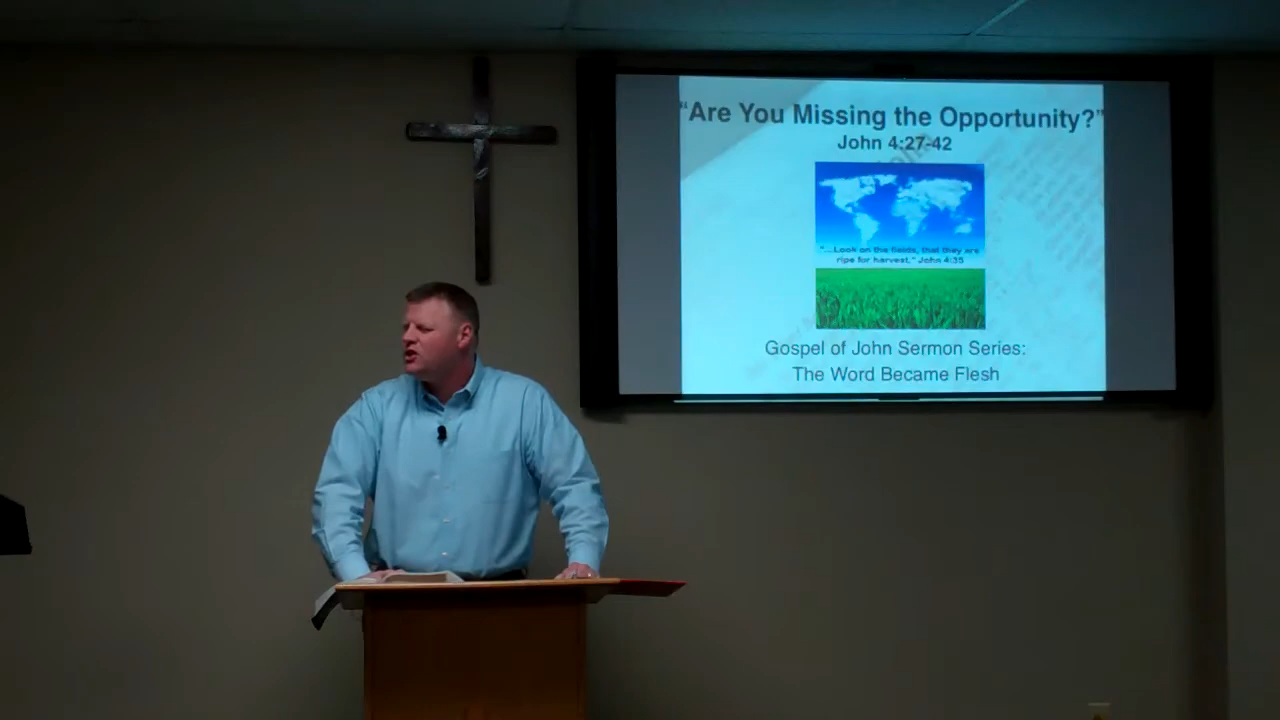 “Are You Missing the Opportunity?”
John 4:27-42
"...Look on the fields, that they are
ripe for harvest," John 4:35
Gospel of John Sermon Series:
The Word Became Flesh